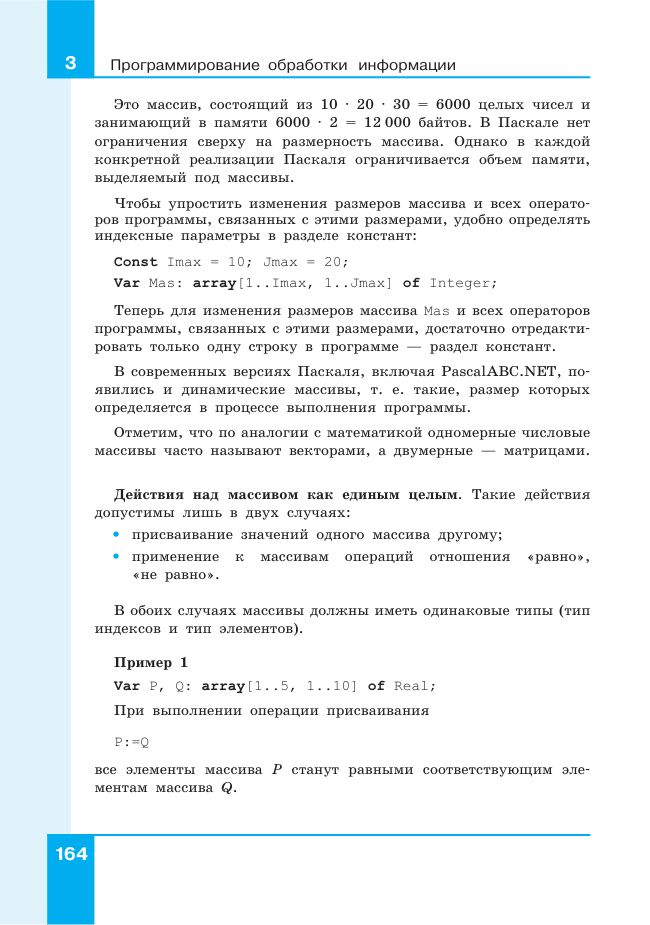 3 Программирование обработки информации
Это массив, состоящий из 10 · 20 · 30 = 6000 целых чисел и
занимающий в памяти 6000 · 2 = 12 000 байтов. В Паскале нет
ограничения сверху на размерность массива. Однако в каждой
конкретной реализации Паскаля ограничивается объем памяти,
выделяемый под массивы.
Чтобы упростить изменения размеров массива и всех операто-
ров программы, связанных с этими размерами, удобно определять
индексные параметры в разделе констант:
Const Imax = 10; Jmax = 20;
Var Mas: array[1..Imax, 1..Jmax] of Integer;
Теперь для изменения размеров массива Mas и всех операторов
программы, связанных с этими размерами, достаточно отредакти-
ровать только одну строку в программе — раздел констант.
В современных версиях Паскаля, включая PascalABC.NET, по-
явились и динамические массивы, т. е. такие, размер которых
определяется в процессе выполнения программы.
Отметим, что по аналогии с математикой одномерные числовые
массивы часто называют векторами, а двумерные — матрицами.
Действия над массивом как единым целым. Такие действия
допустимы лишь в двух случаях:
• присваивание значений одного массива другому;
• применение к массивам операций отношения «равно»,
«не равно».
В обоих случаях массивы должны иметь одинаковые типы (тип
индексов и тип элементов).
Пример 1
Var P, Q: array[1..5, 1..10] of Real;
При выполнении операции присваивания
P:=Q
все элементы массива P станут равными соответствующим эле-
ментам массива Q.
164